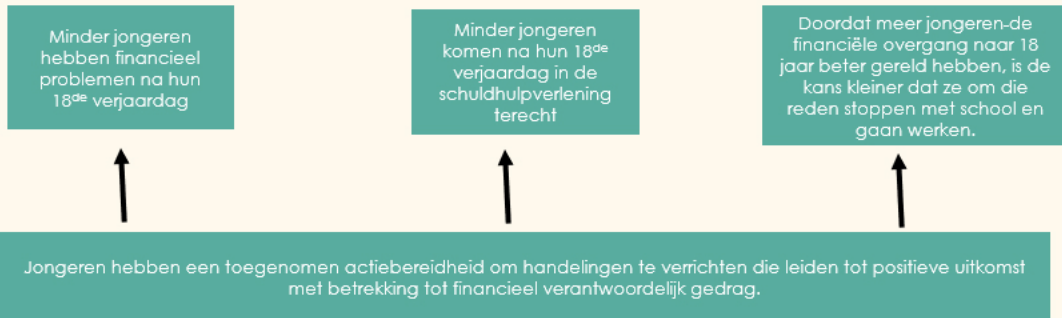 Minder jongeren
hebben financieel
problemen na hun
18de verjaardag
Minder jongeren
komen na hun 18de
verjaardag in de
schuldhulpverlening
terecht
Doordat meer jongeren-de
financiële overgang naar 18
jaar beter gereld hebben, is de
kans kleiner dat ze om die
reden stoppen met school en
gaan werken.
Jongeren hebben een toegenomen actiebereidheid om handelingen te verrichten die leiden tot positieve uitkomst
met betrekking tot financieel verantwoordelijk gedrag.